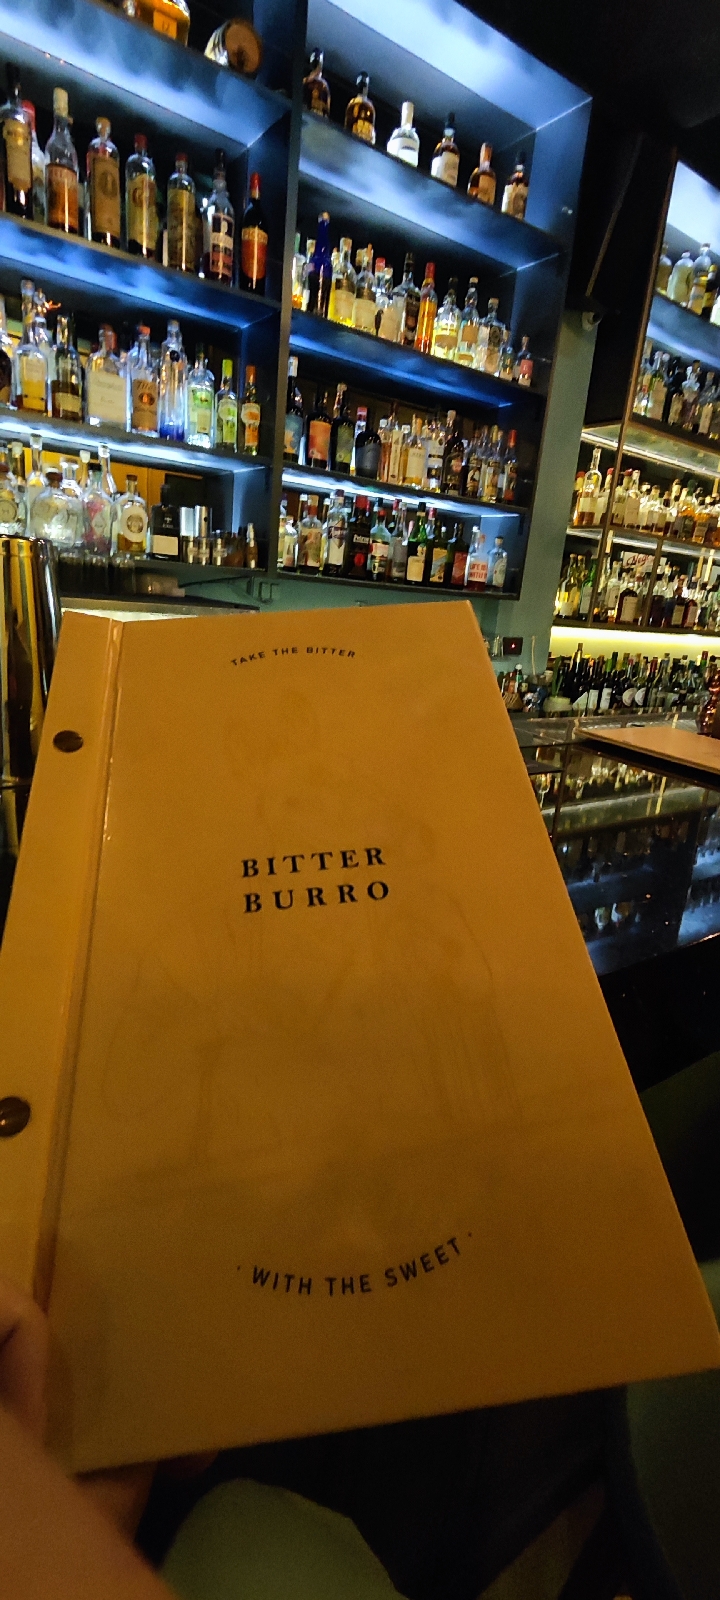 TAKE THE BITTER
BITTER
BURRO
· WITH THE SWEET ·